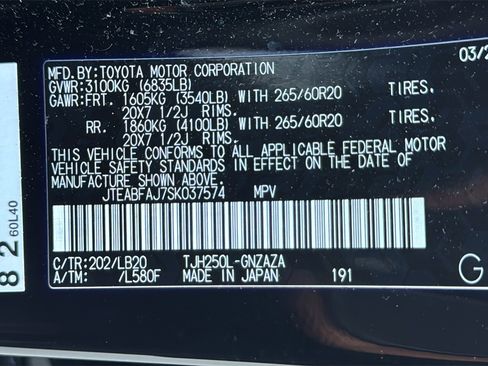 03/2
MFD.BY:TOYOTA MOTOR CORPORATION
GVWR:3100KG (6835LB)
GAWR:FRT. 1605KG (3540LB) WITH 265/60R20 TIRES.
20X7 1/2J RIMS.
RR. 1860KG (4100LB) WITH 265/60R20 TIRES.
20X7 1/2J RIMS.
THIS VEHICLE CONFORMS TO ALL APPLICABLE FEDERAL MOTOR
VEHICLE SAFETY STANDARDS IN EFFECT ON THE DATE OF
MANUFACTURE SHOWN ABOVE.
JTEABFAJ7SK037574 MPV
C/TR:202/LB20 TJH250L-GNZAZA
A/TM: /L580F MADE IN JAPAN 191
G
82
60L40